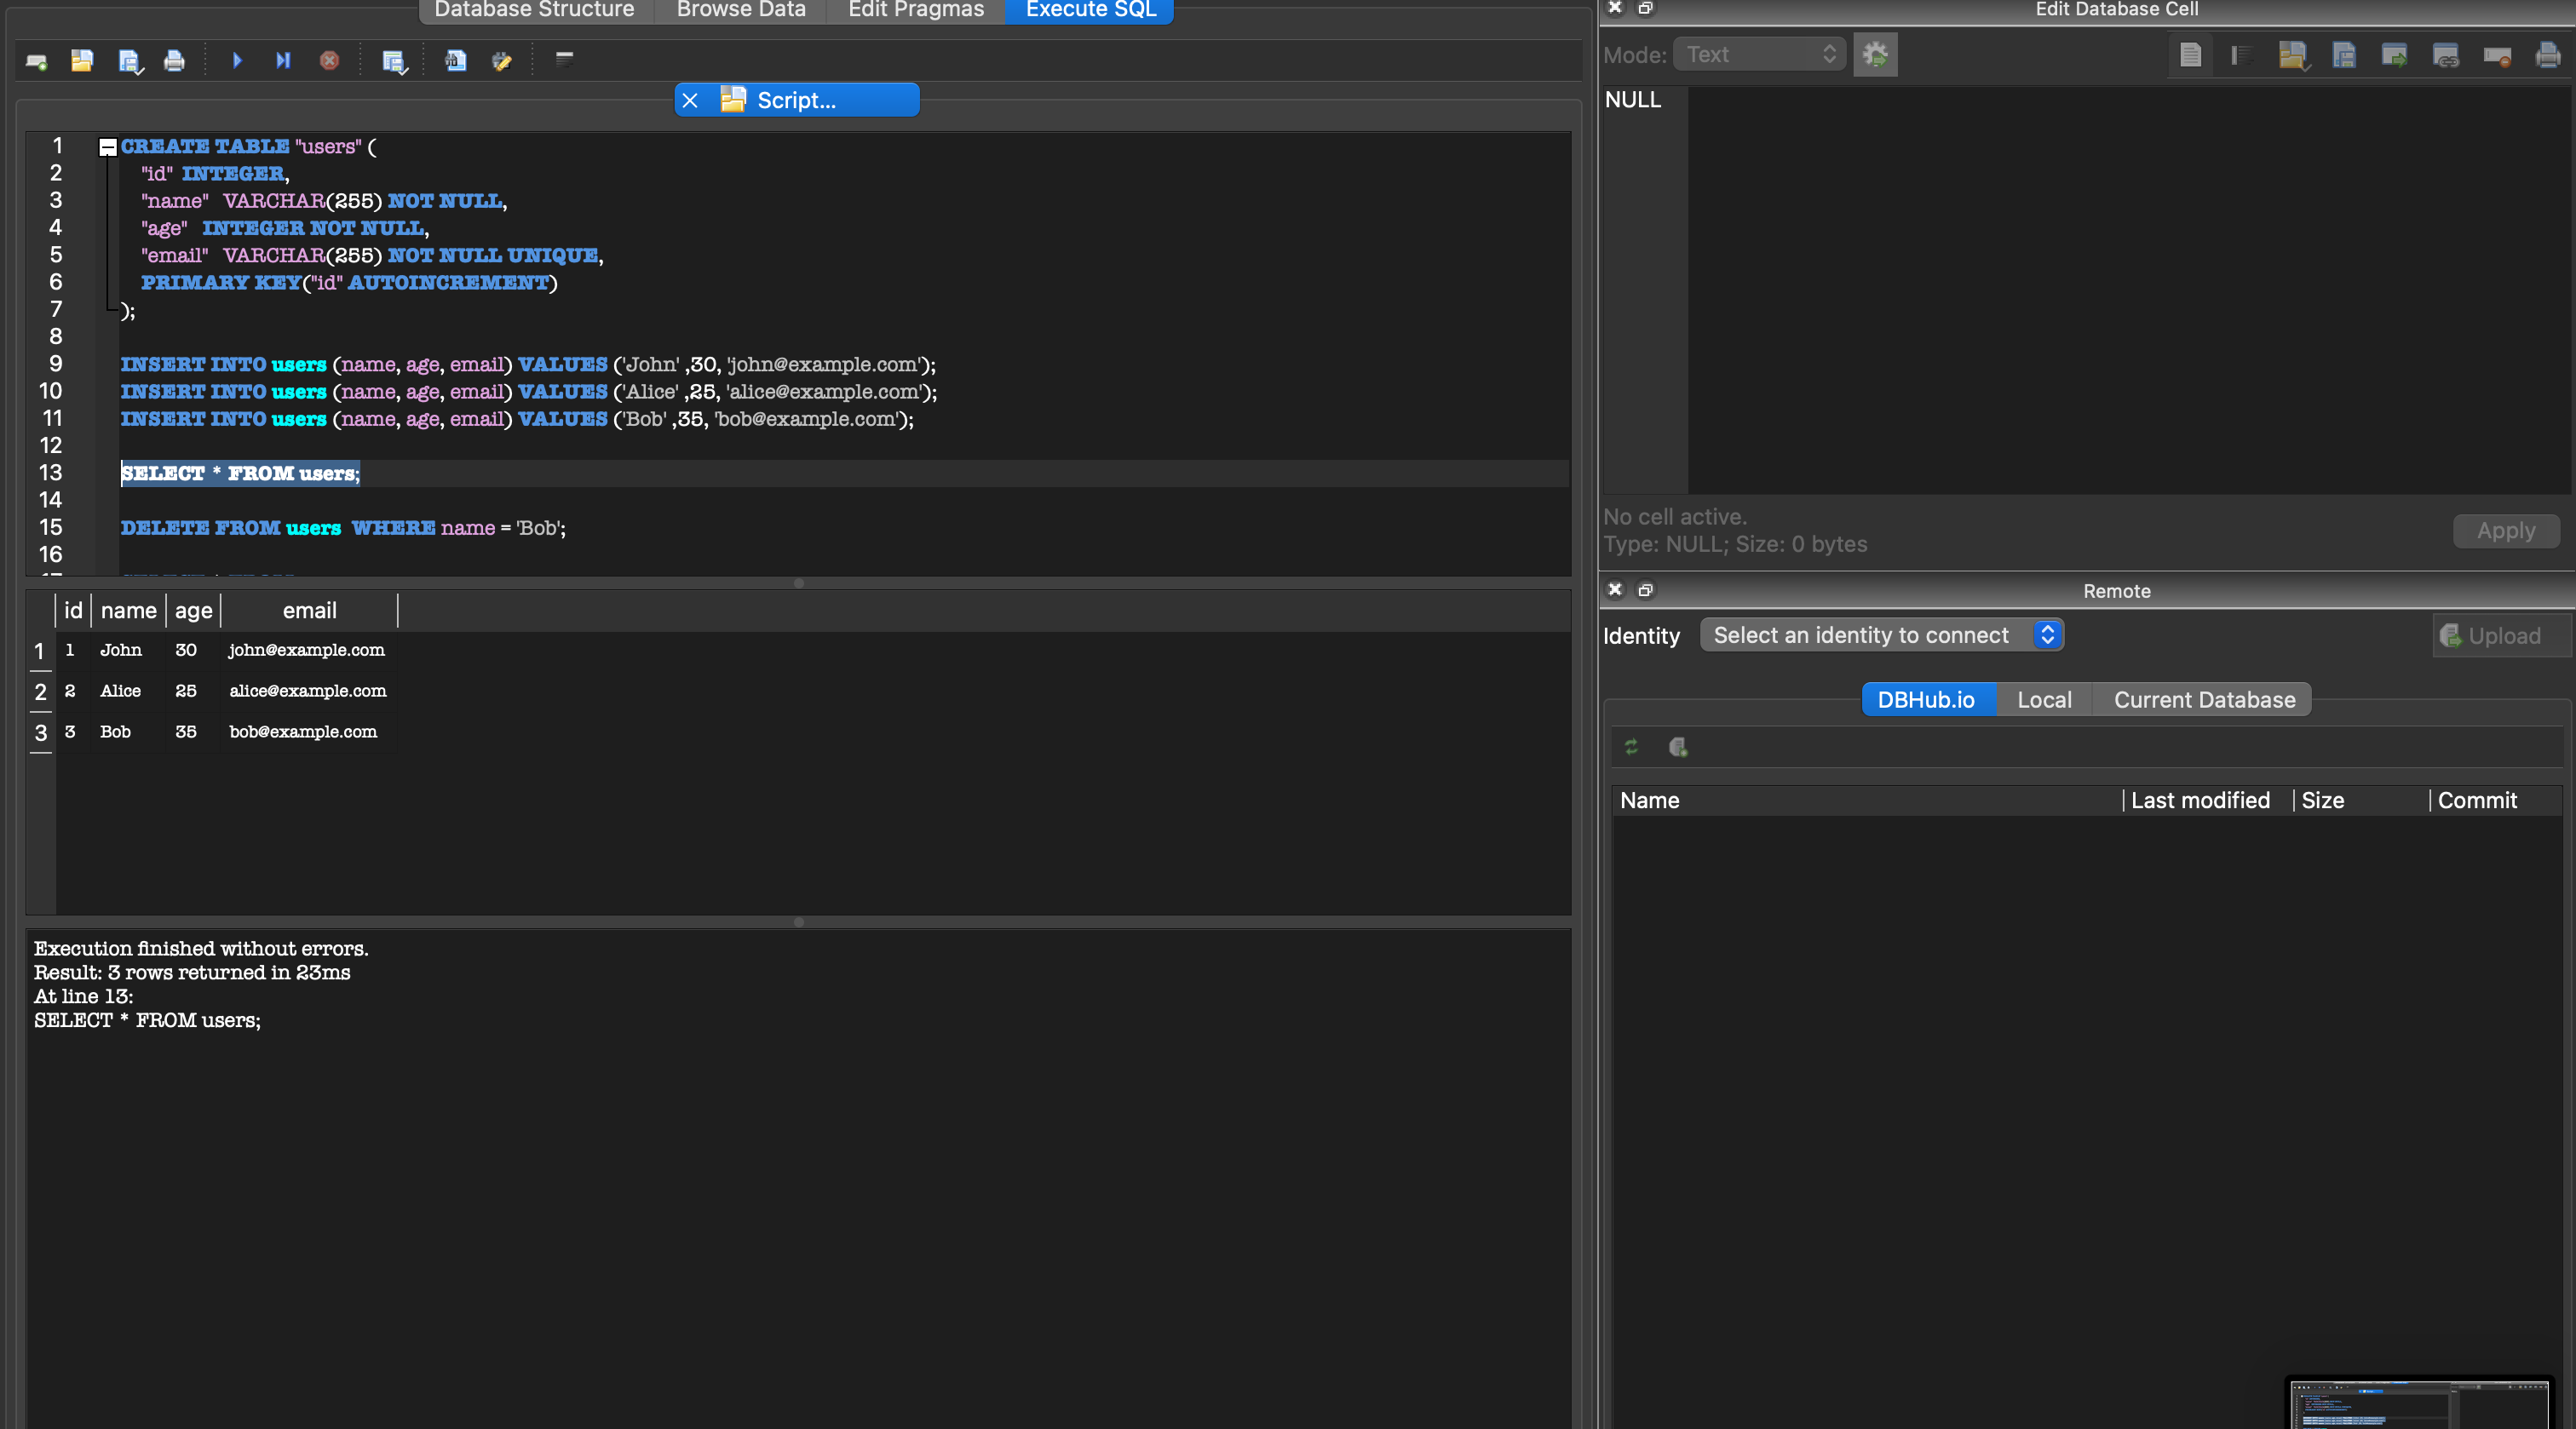 Database Structure Browse Data Edit Pragmas Execute SQL
Script...
1 CREATE TABLE "users" (
2 "id" INTEGER,
3 "name" VARCHAR(255) NOT NULL,
4 "age" INTEGER NOT NULL,
5 "email" VARCHAR(255) NOT NULL UNIQUE,
6 PRIMARY KEY("id" AUTOINCREMENT)
7 );
8
9 INSERT INTO users (name, age, email) VALUES ('John' ,30, 'john@example.com');
10 INSERT INTO users (name, age, email) VALUES ('Alice' ,25, 'alice@example.com');
11 INSERT INTO users (name, age, email) VALUES ('Bob' ,35, 'bob@example.com');
12
13 SELECT * FROM users;
14
15 DELETE FROM users WHERE name = 'Bob';
16
id name age email
1 1 John 30 john@example.com
2 2 Alice 25 alice@example.com
3 3 Bob 35 bob@example.com
Execution finished without errors.
Result: 3 rows returned in 23ms
At line 13:
SELECT * FROM users;
Edit Database Cell
Mode: Text
NULL
No cell active.
Type: NULL; Size: 0 bytes
Apply
Remote
Identity Select an identity to connect Upload
DBHub.io Local Current Database
Name Last modified Size Commit